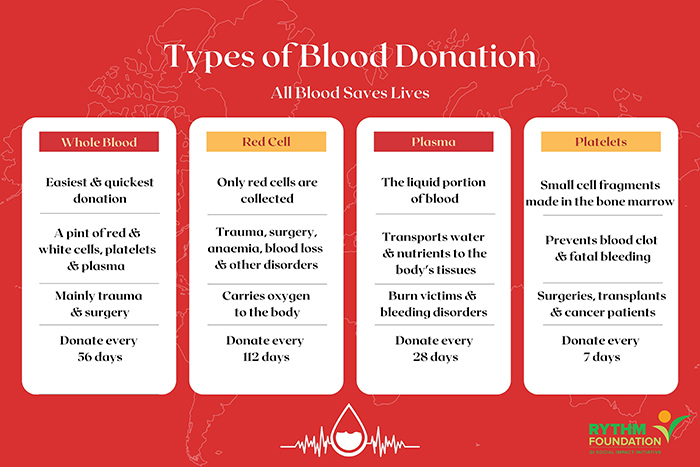 Types of Blood Donation
All Blood Saves Lives
Whole Blood
Easiest & quickest
donation
A pint of red &
white cells, platelets
& plasma
Mainly trauma
& surgery
Donate every
56 days
Red Cell
Only red cells are
collected
Trauma, surgery,
anaemia, blood loss
& other disorders
Carries oxygen
to the body
Donate every
112 days
Plasma
The liquid portion
of blood
Transports water
& nutrients to the
body's tissues
Burn victims &
bleeding disorders
Donate every
28 days
Platelets
Small cell fragments
made in the bone marrow
Prevents blood clot
& fatal bleeding
Surgeries, transplants
& cancer patients
Donate every
7 days
RYTHM
FOUNDATION
SOCIAL IMPACT INITIATIVE